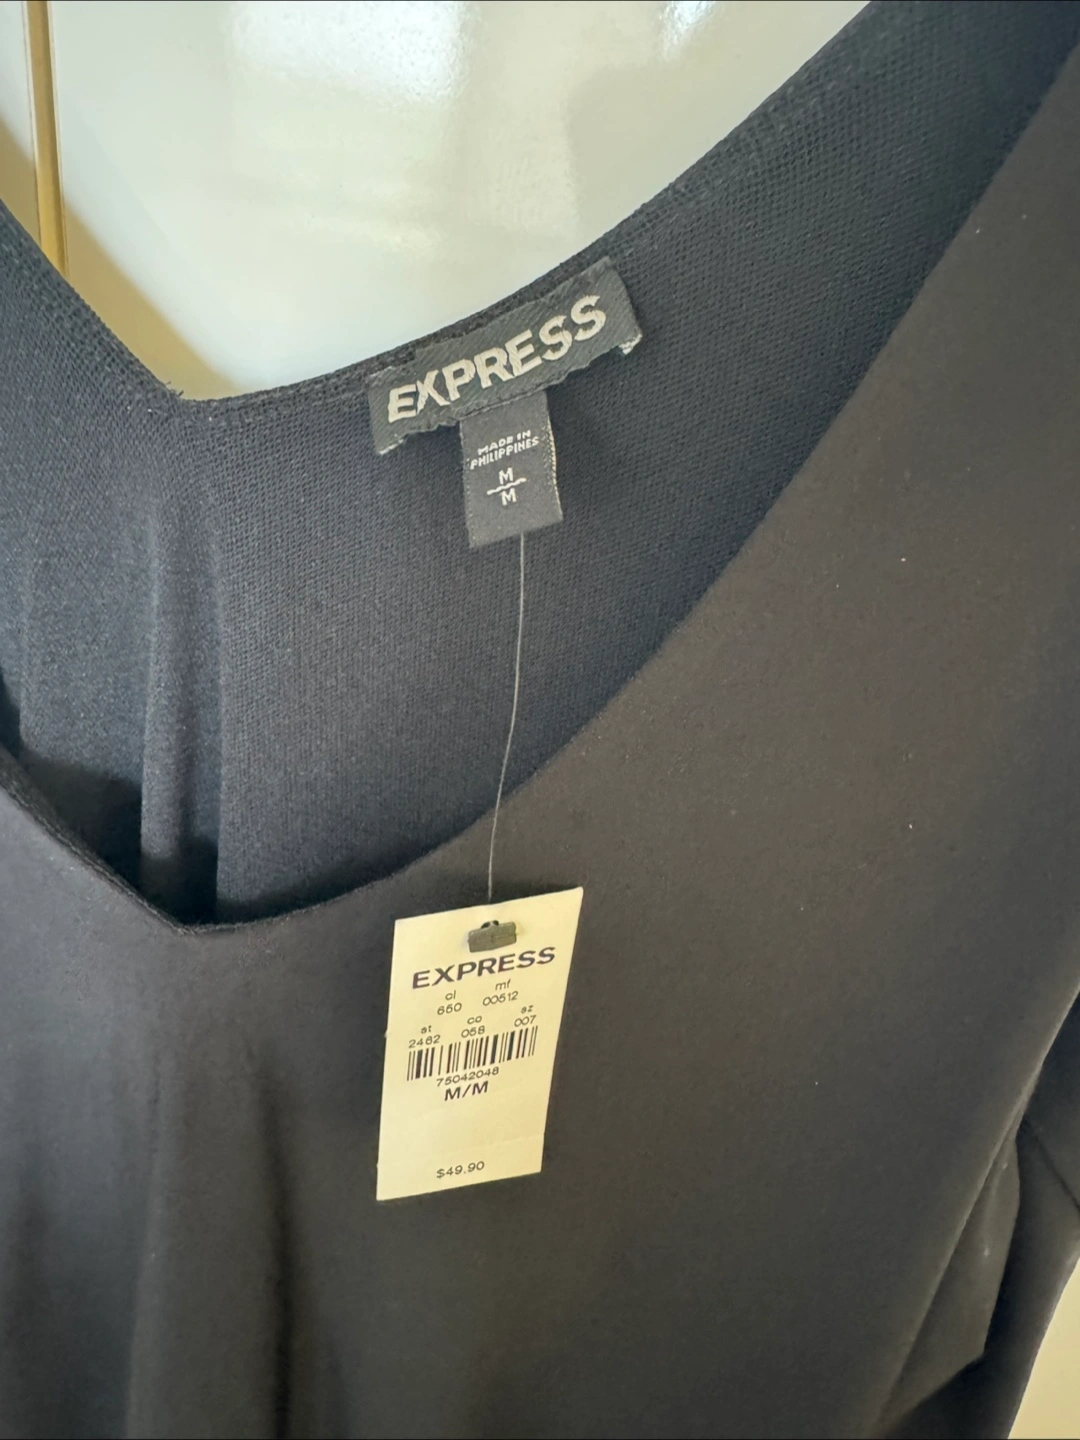 EXPRESS
MADE IN
PHILIPPINES
M
M
EXPRESS
cl mf
650 00512
st co sz
2462 058 007
75042048
M/M
$49.90